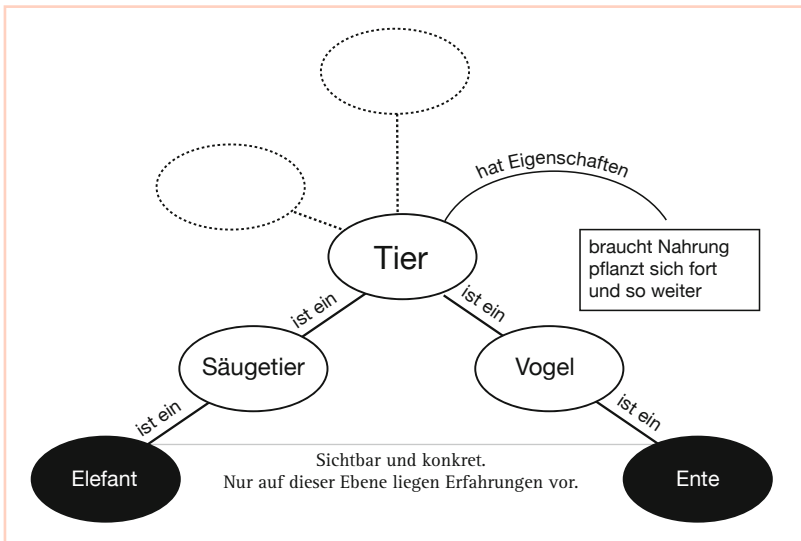 hat Eigenschaften
Tier
braucht Nahrung
pflanzt sich fort
und so weiter
ist ein
ist ein
Säugetier
Vogel
ist ein
ist ein
Elefant
Sichtbar und konkret.
Nur auf dieser Ebene liegen Erfahrungen vor.
Ente